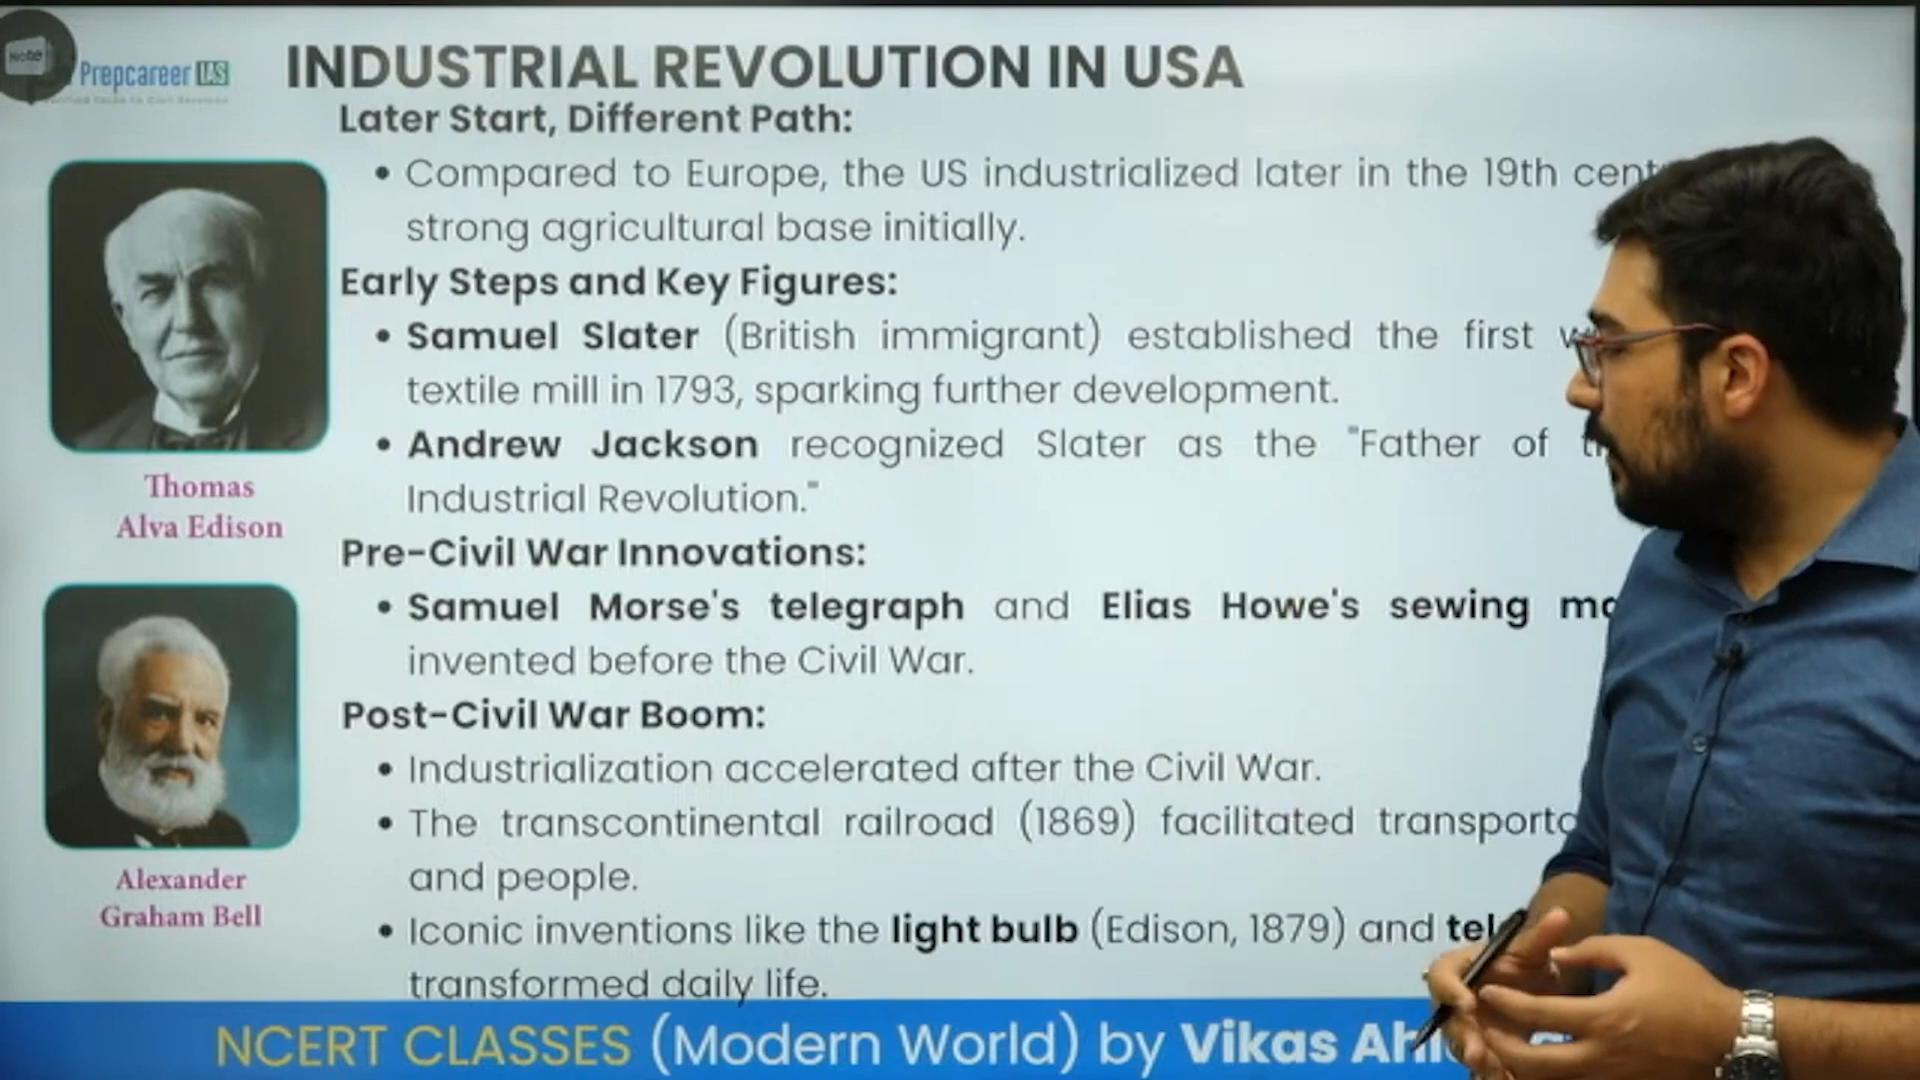 Note
Prepcareer IAS
INDUSTRIAL REVOLUTION IN USA
Later Start, Different Path:
• Compared to Europe, the US industrialized later in the 19th
strong agricultural base initially.
Early Steps and Key Figures:
• Samuel Slater (British immigrant) established the first
textile mill in 1793, sparking further development.
• Andrew Jackson recognized Slater as the "Father of
Industrial Revolution."
Pre-Civil War Innovations:
• Samuel Morse's telegraph and Elias Howe's sewing
invented before the Civil War.
Post-Civil War Boom:
• Industrialization accelerated after the Civil War.
• The transcontinental railroad (1869) facilitated
and people.
• Iconic inventions like the light bulb (Edison, 1879) and
transformed daily life.
Thomas
Alva Edison
Alexander
Graham Bell
NCERT CLASSES (Modern World) by Vikas